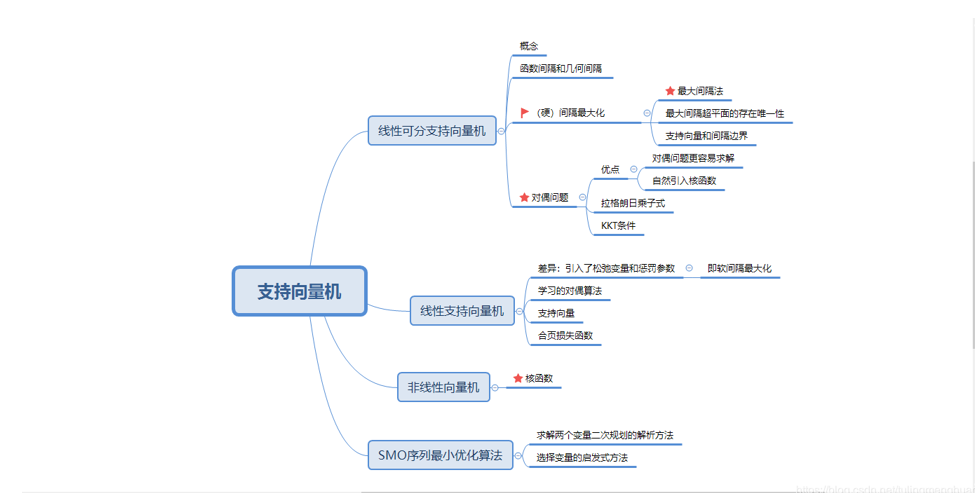 支持向量机
线性可分支持向量机
概念
函数间隔和几何间隔
（硬）间隔最大化
最大间隔法
最大间隔超平面的存在唯一性
支持向量和间隔边界
对偶问题
优点
对偶问题更容易求解
自然引入核函数
拉格朗日乘子式
KKT条件
线性支持向量机
差异：引入了松弛变量和惩罚参数
即软间隔最大化
学习的对偶算法
支持向量
合页损失函数
非线性向量机
核函数
SMO序列最小优化算法
求解两个变量二次规划的解析方法
选择变量的启发式方法